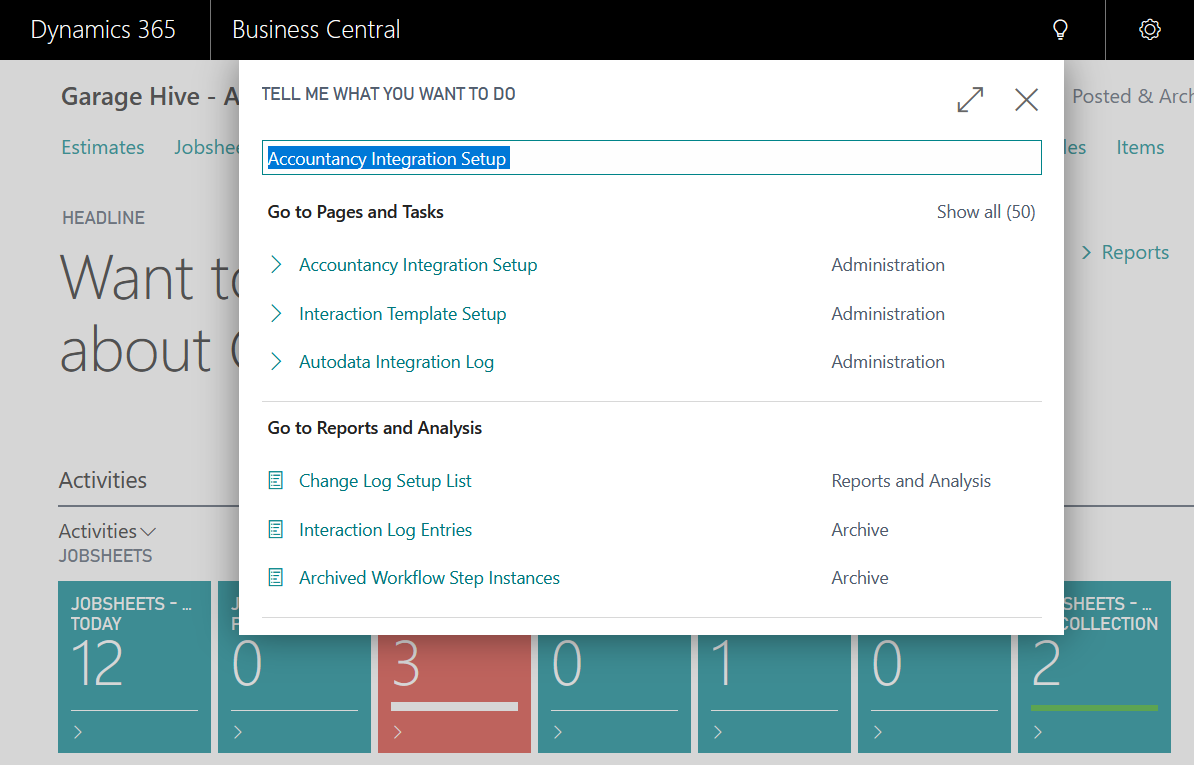 Dynamics 365 Business Central
Garage Hive - A Posted & Arch
TELL ME WHAT YOU WANT TO DO
Estimates Jobshee les Items
Accountancy Integration Setup
HEADLINE
Go to Pages and Tasks Show all (50)
Want to
about
Reports
Accountancy Integration Setup Administration
Interaction Template Setup Administration
Autodata Integration Log Administration
Go to Reports and Analysis
Change Log Setup List Reports and Analysis
Interaction Log Entries Archive
Archived Workflow Step Instances Archive
Activities
Activities
JOBSHEETS
JOBSHEETS - ...
TODAY
12
0
3
0
1
0
SHEETS - ...
COLLECTION
2